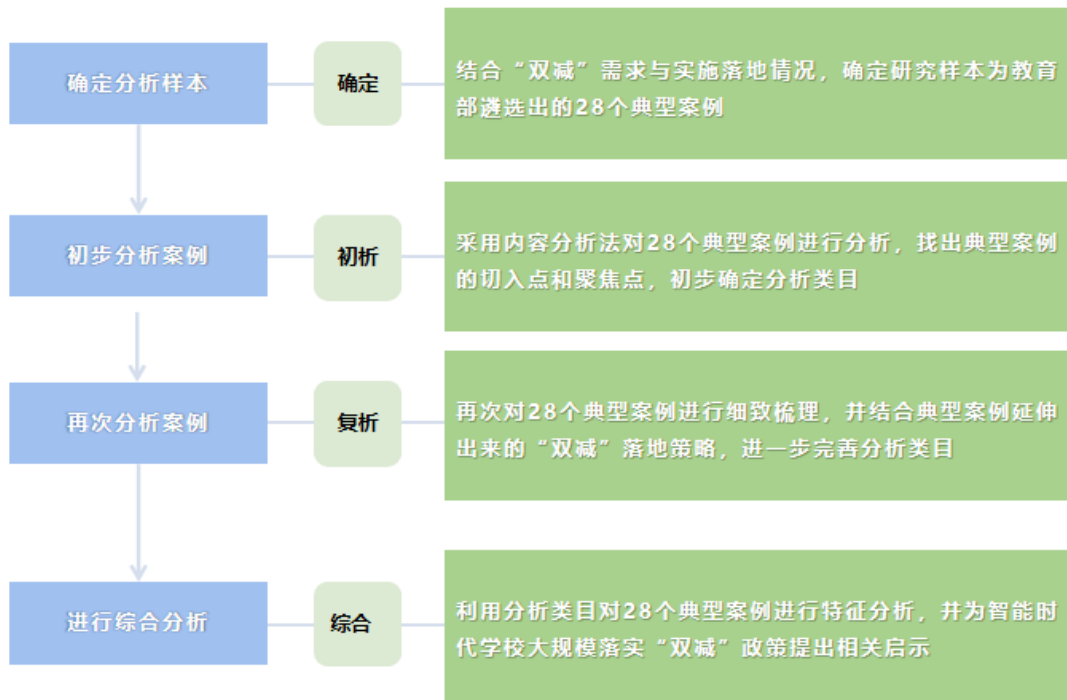 确定分析样本
确定
结合“双减”需求与实施落地情况，确定研究样本为教育
部遴选出的28个典型案例
初步分析案例
初析
采用内容分析法对28个典型案例进行分析，找出典型案例
的切入点和聚焦点，初步确定分析类目
再次分析案例
复析
再次对28个典型案例进行细致梳理，并结合典型案例延伸
出来的“双减”落地策略，进一步完善分析类目
进行综合分析
综合
利用分析类目对28个典型案例进行特征分析，并为智能时
代学校大规模落实“双减”政策提出相关启示